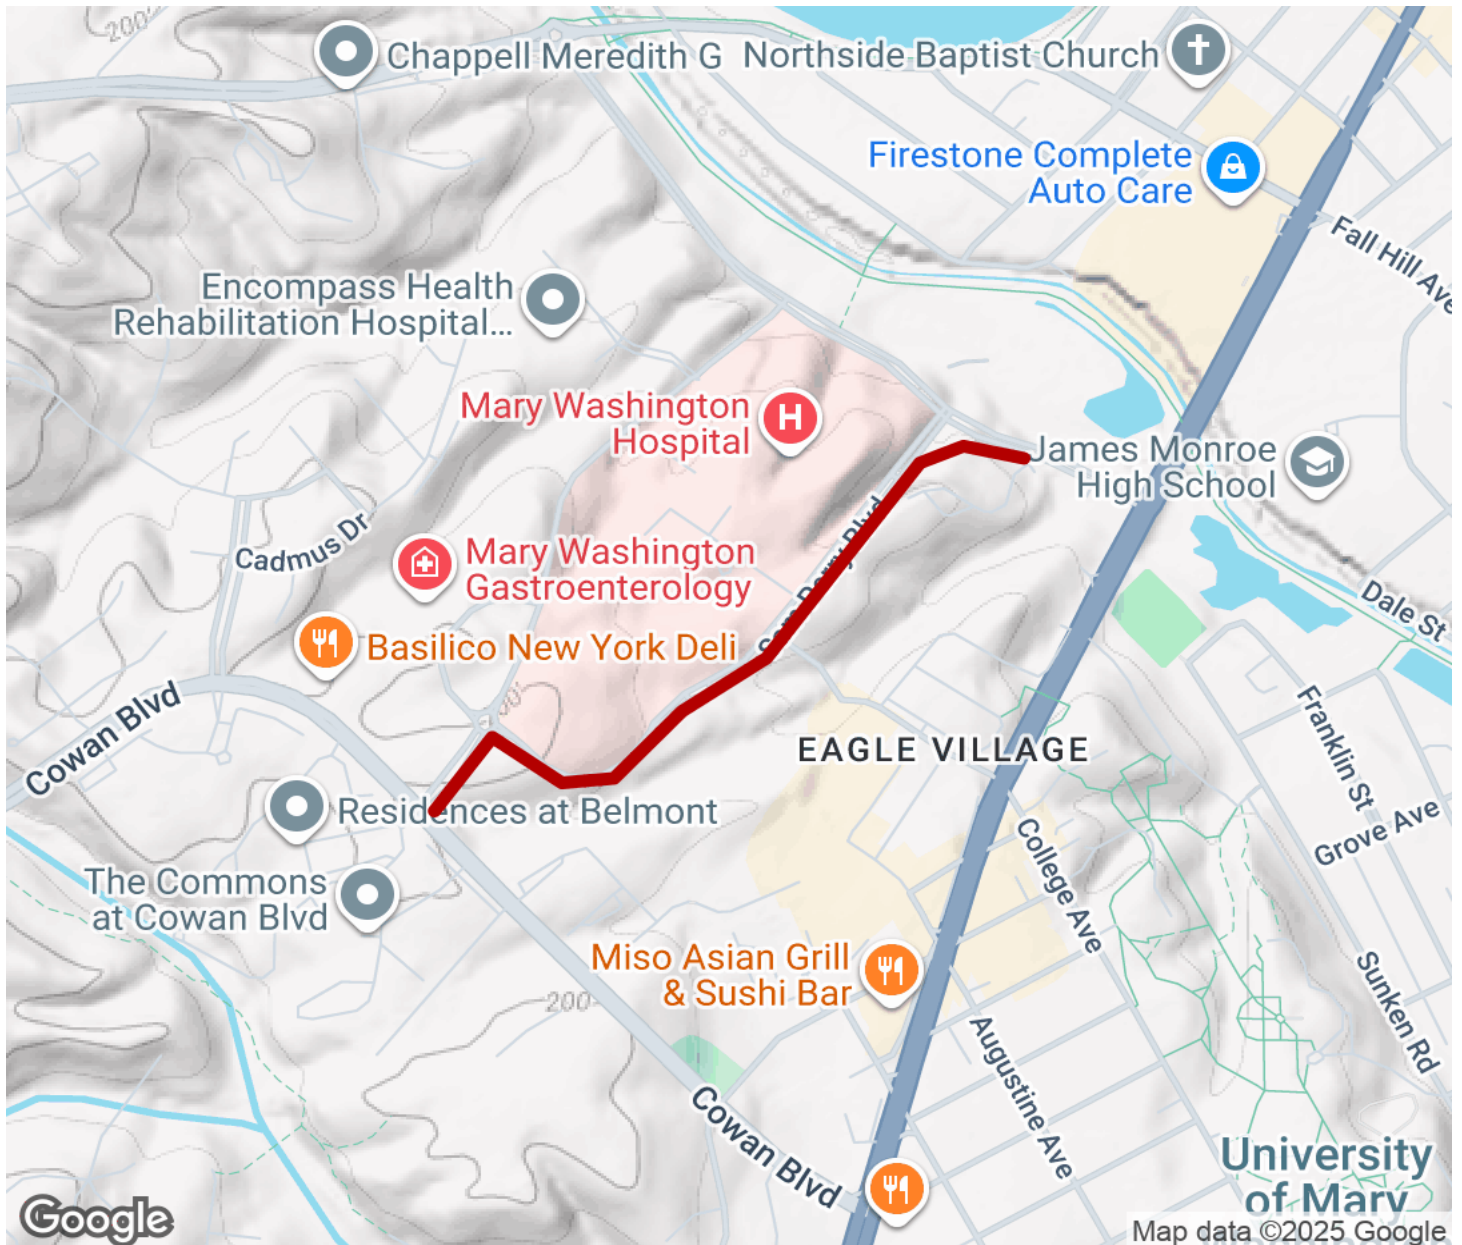 200'
Chappell Meredith G
Northside Baptist Church
Firestone Complete
Auto Care
Fall Hill Ave
Encompass Health
Rehabilitation Hospital...
Mary Washington
Hospital
H
James Monroe
High School
Cadmus Dr
Mary Washington
Gastroenterology
Blvd
Dale St
Basilico New York Deli
Cowan Blvd
EAGLE VILLAGE
Franklin St
Residences at Belmont
Grove Ave
College Ave
The Commons
at Cowan Blvd
Miso Asian Grill
& Sushi Bar
200
Sunken Rd
Augustine Ave
Cowan Blvd
University
of Mary
Google
Map data ©2025 Google